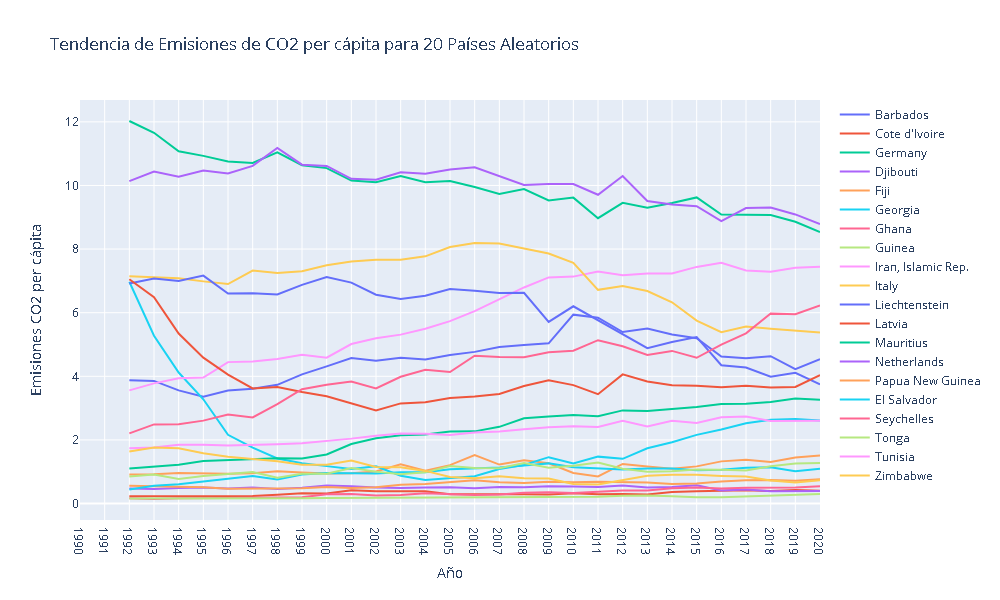 Tendencia de Emisiones de CO2 per cápita para 20 Países Aleatorios
Emisiones CO2 per cápita
12
10
8
6
4
2
0
1990
1991
1992
1993
1994
1995
1996
1997
1998
1999
2000
2001
2002
2003
2004
2005
2006
2007
2008
2009
2010
2011
2012
2013
2014
2015
2016
2017
2018
2019
2020
Año
Barbados
Cote d'Ivoire
Germany
Djibouti
Fiji
Georgia
Ghana
Guinea
Iran, Islamic Rep.
Italy
Liechtenstein
Latvia
Mauritius
Netherlands
Papua New Guinea
El Salvador
Seychelles
Tonga
Tunisia
Zimbabwe